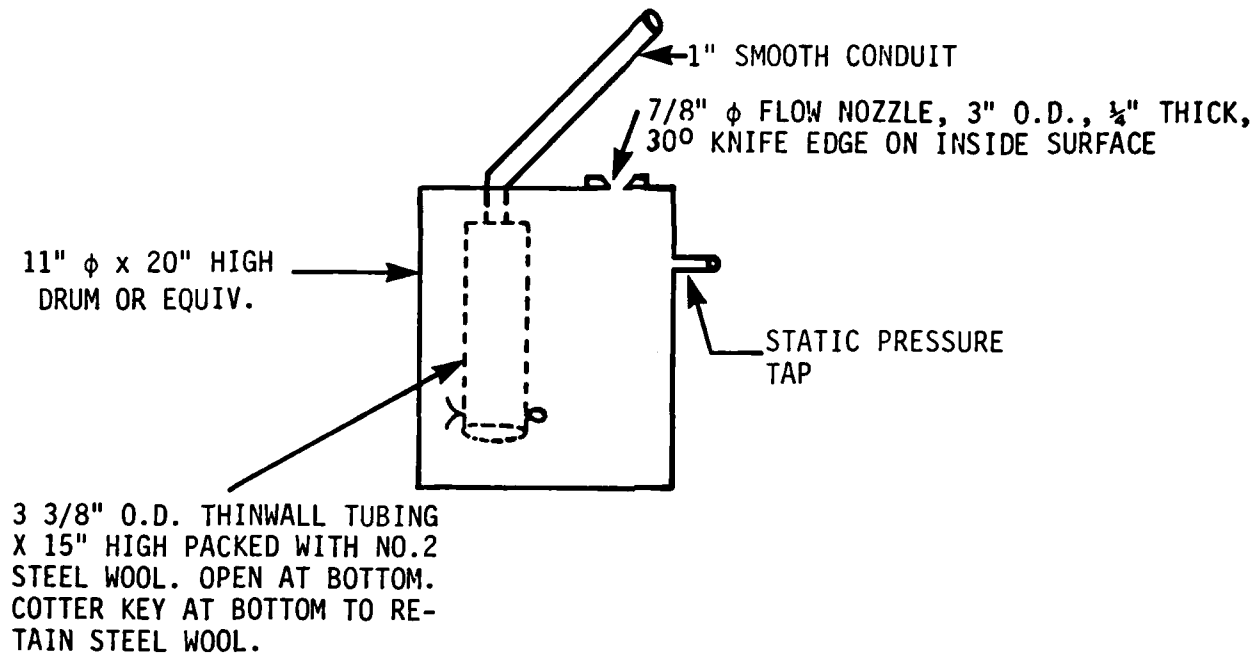 1" SMOOTH CONDUIT
7/8" ϕ FLOW NOZZLE, 3" O.D., ¼" THICK,
30º KNIFE EDGE ON INSIDE SURFACE
11" ϕ x 20" HIGH
DRUM OR EQUIV.
STATIC PRESSURE
TAP
3 3/8" O.D. THINWALL TUBING
X 15" HIGH PACKED WITH NO.2
STEEL WOOL. OPEN AT BOTTOM.
COTTER KEY AT BOTTOM TO RE-
TAIN STEEL WOOL.